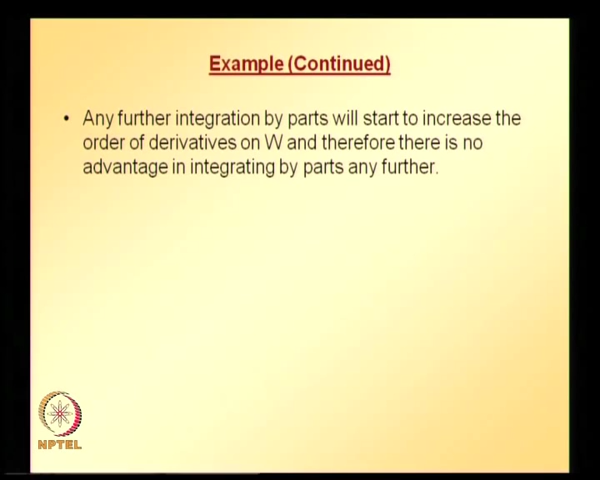 Example (Continued)
• Any further integration by parts will start to increase the
order of derivatives on W and therefore there is no
advantage in integrating by parts any further.
NPTEL